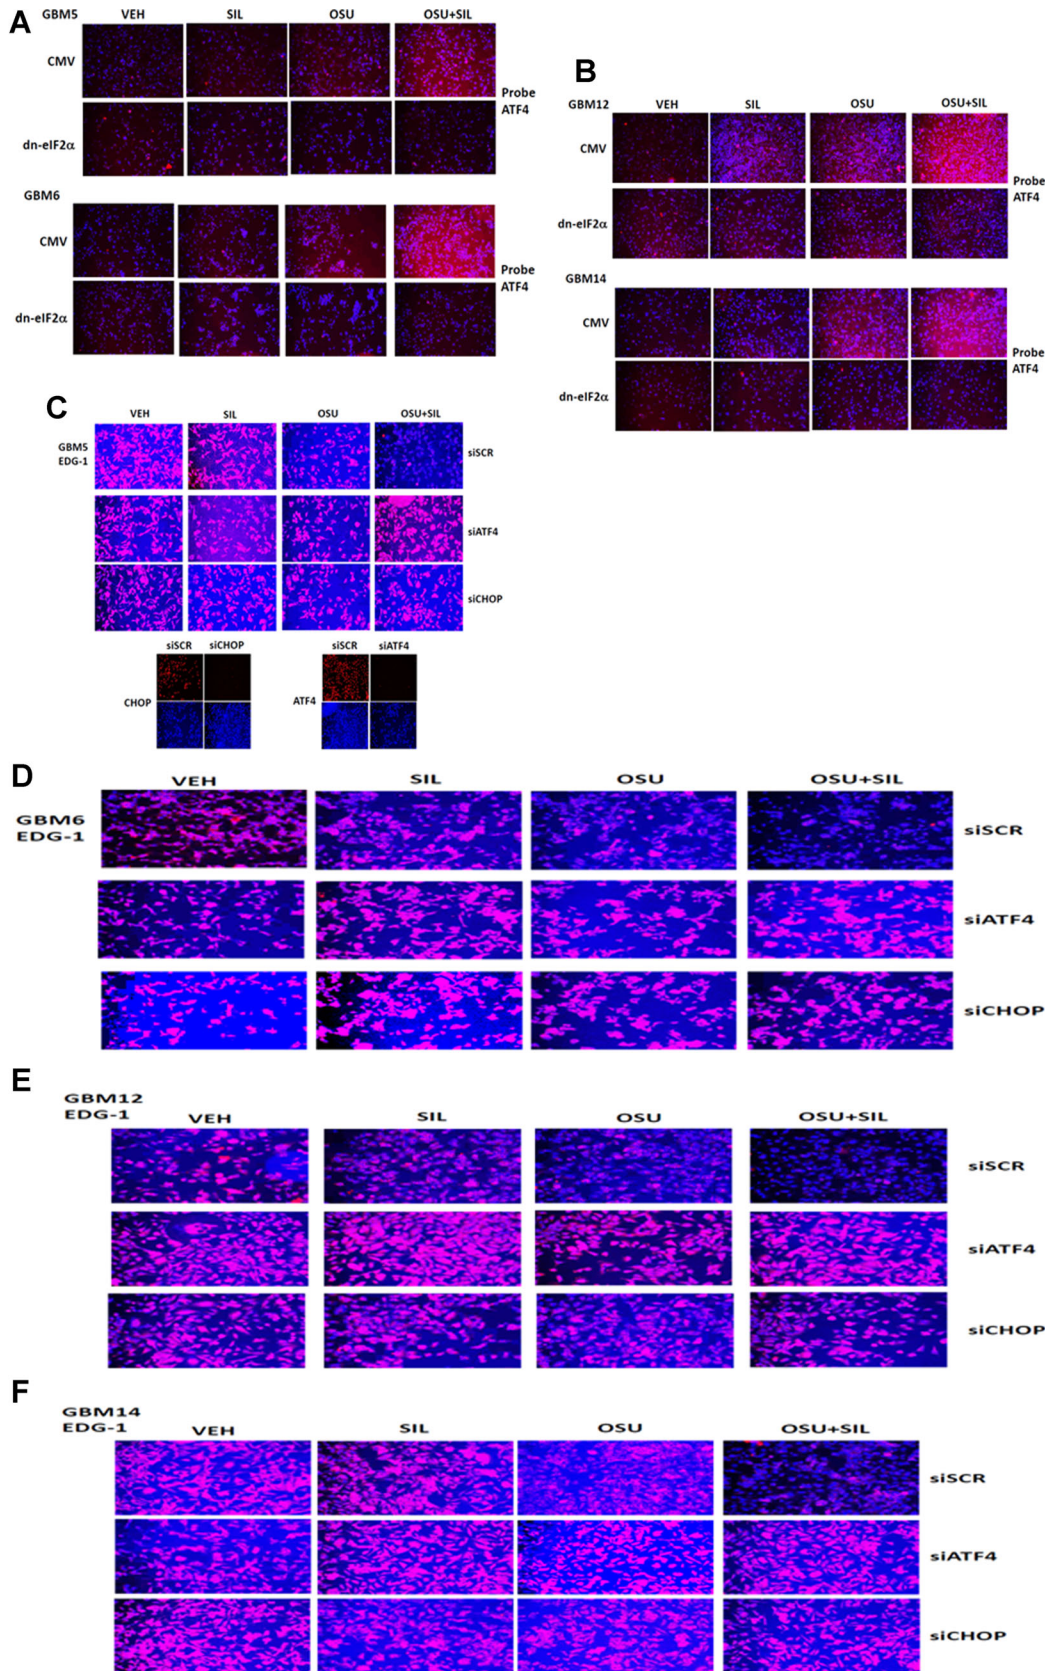 A
GBM5 VEH SIL OSU OSU+SIL
CMV
Probe
ATF4
dn-eIF2α
GBM6
CMV
Probe
ATF4
dn-eIF2α
B
GBM12 VEH SIL OSU OSU+SIL
CMV
Probe
ATF4
dn-eIF2α
GBM14
CMV
Probe
ATF4
dn-eIF2α
C
VEH SIL OSU OSU+SIL
GBM5
EDG-1
siSCR
siATF4
siCHOP
siSCR siCHOP
CHOP
siSCR siATF4
ATF4
D
VEH SIL OSU OSU+SIL
GBM6
EDG-1
siSCR
siATF4
siCHOP
E
GBM12
EDG-1
VEH SIL OSU OSU+SIL
siSCR
siATF4
siCHOP
F
GBM14
EDG-1
VEH SIL OSU OSU+SIL
siSCR
siATF4
siCHOP